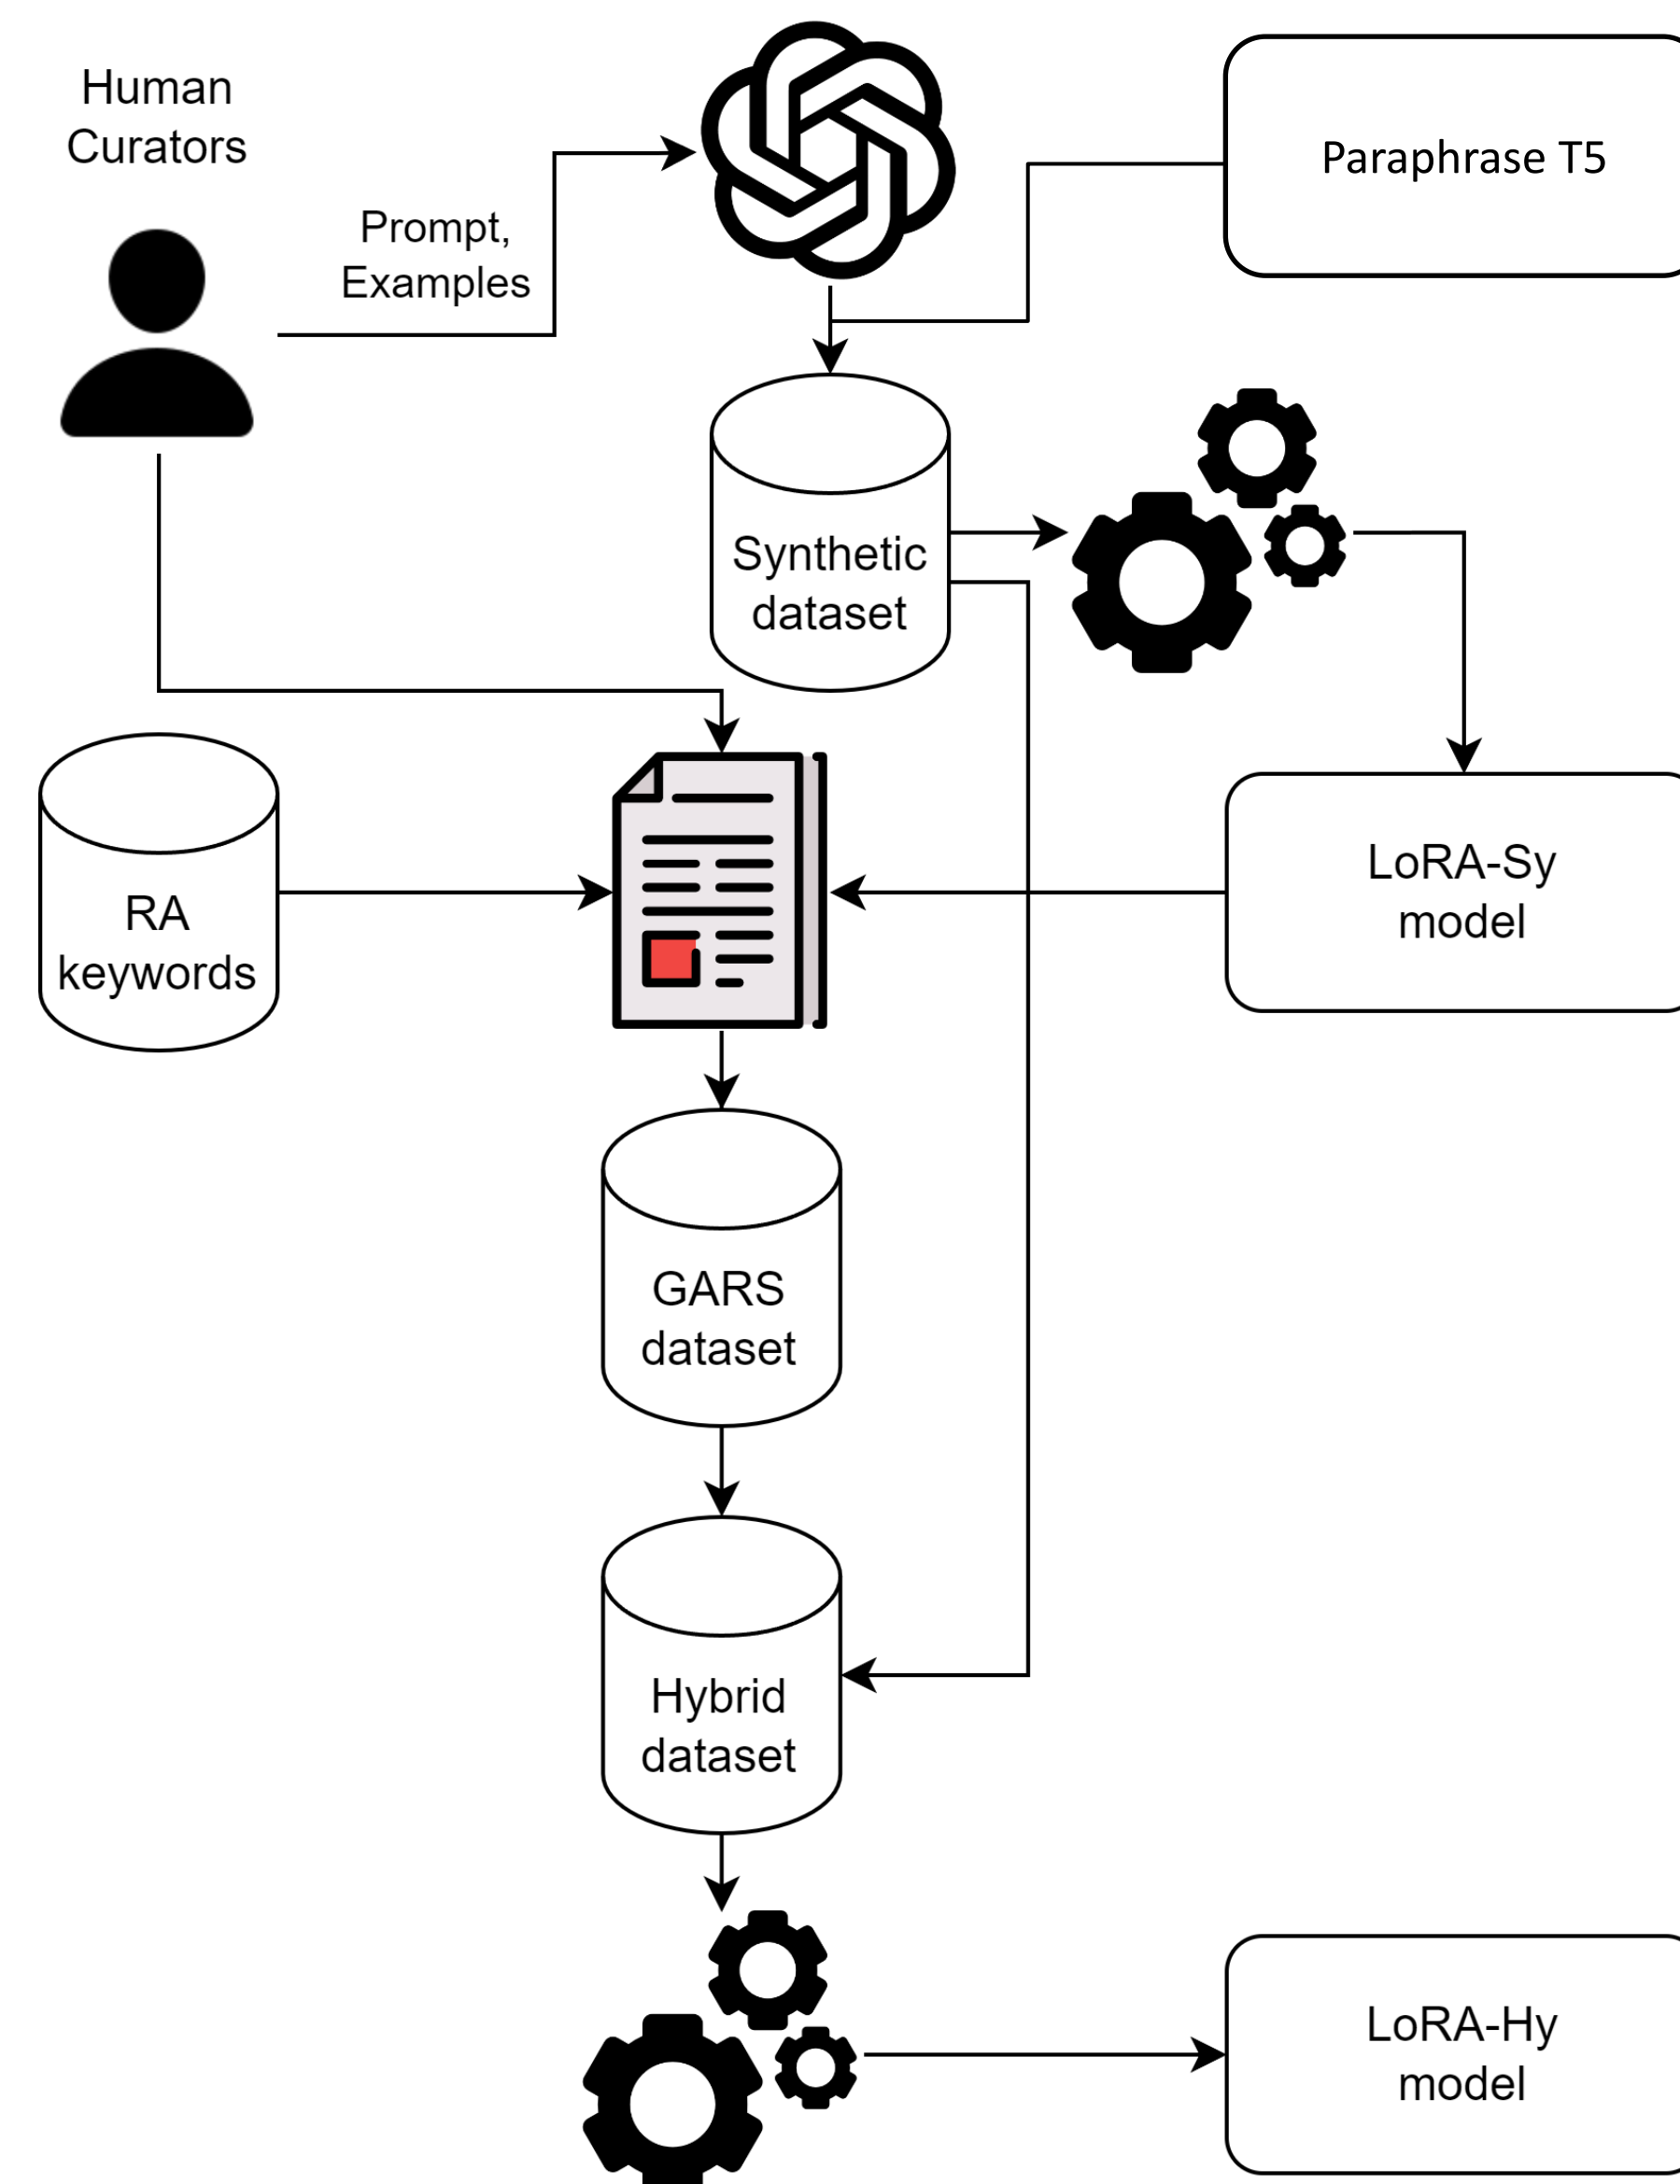 Human
Curators
Prompt,
Examples
Paraphrase T5
Synthetic
dataset
RA
keywords
LoRA-Sy
model
GARS
dataset
Hybrid
dataset
LoRA-Hy
model